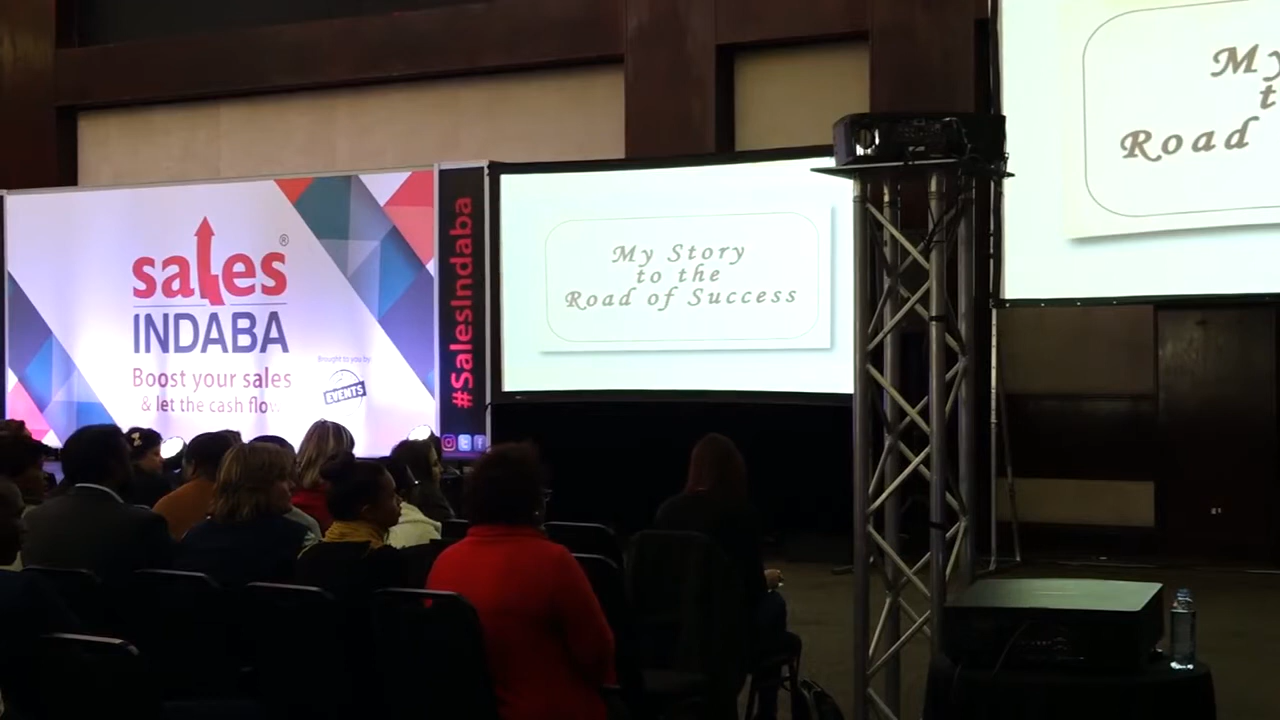 sales®
INDABA
Boost your sales
& let the cash flow
Brought to you by
EVENTS
#SalesIndaba
My Story
to the
Road of Success
My
t
Road